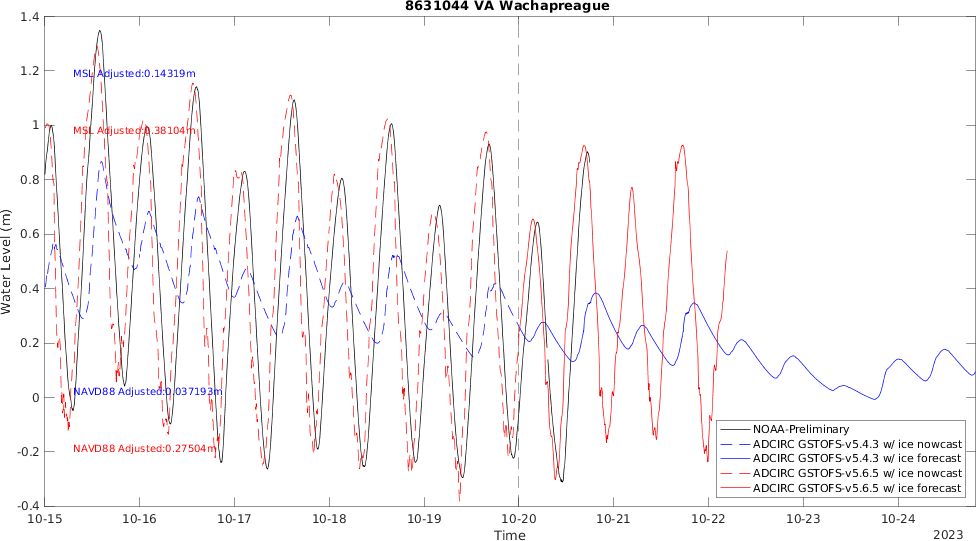 8631044 VA Wachapreague
1.4
1.2
1
0.8
0.6
0.4
0.2
0
-0.2
-0.4
Water Level (m)
MSL Adjusted:0.14319m
MSL Adjusted:0.38104m
NAVD88 Adjusted:0.037193m
NAVD88 Adjusted:0.27504m
NOAA-Preliminary
ADCIRC GSTOFS-v5.4.3 w/ ice nowcast
ADCIRC GSTOFS-v5.4.3 w/ ice forecast
ADCIRC GSTOFS-v5.6.5 w/ ice nowcast
ADCIRC GSTOFS-v5.6.5 w/ ice forecast
10-15 10-16 10-17 10-18 10-19 10-20 10-21 10-22 10-23 10-24
Time
2023